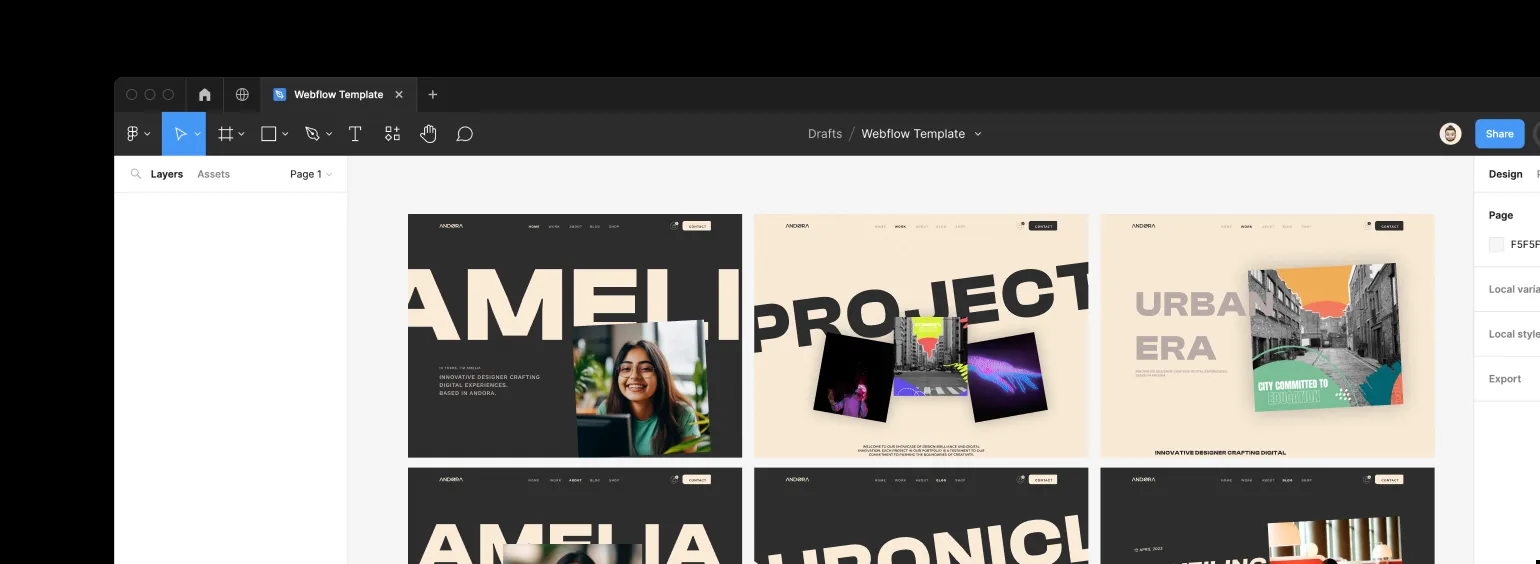 Webflow Template
Drafts / Webflow Template
Share
Layers Assets Page 1
Design
Page
F5F5F
Local varia
Local style
Export
ANDORA
HOME WORK ABOUT BLOG SHOP
CONTACT
AMELI
HI THERE, I'M AMELIA
INNOVATIVE DESIGNER CRAFTING
DIGITAL EXPERIENCES.
BASED IN ANDORA.
ANDORA
HOME WORK ABOUT BLOG SHOP
CONTACT
PROJECT
WELCOME TO OUR SHOWCASE OF DESIGN BRILLIANCE AND DIGITAL
INNOVATION. EACH PROJECT IN OUR PORTFOLIO IS A TESTAMENT TO OUR
COMMITMENT TO PUSHING THE BOUNDARIES OF CREATIVITY.
ANDORA
HOME WORK ABOUT BLOG SHOP
CONTACT
URBAN
ERA
CITY COMMITTED TO
EDUCATION
INNOVATIVE DESIGNER CRAFTING DIGITAL
ANDORA
HOME WORK ABOUT BLOG SHOP
CONTACT
AMELIA
ANDORA
HOME WORK ABOUT BLOG SHOP
CONTACT
CHRONICL
ANDORA
HOME WORK ABOUT BLOG SHOP
CONTACT